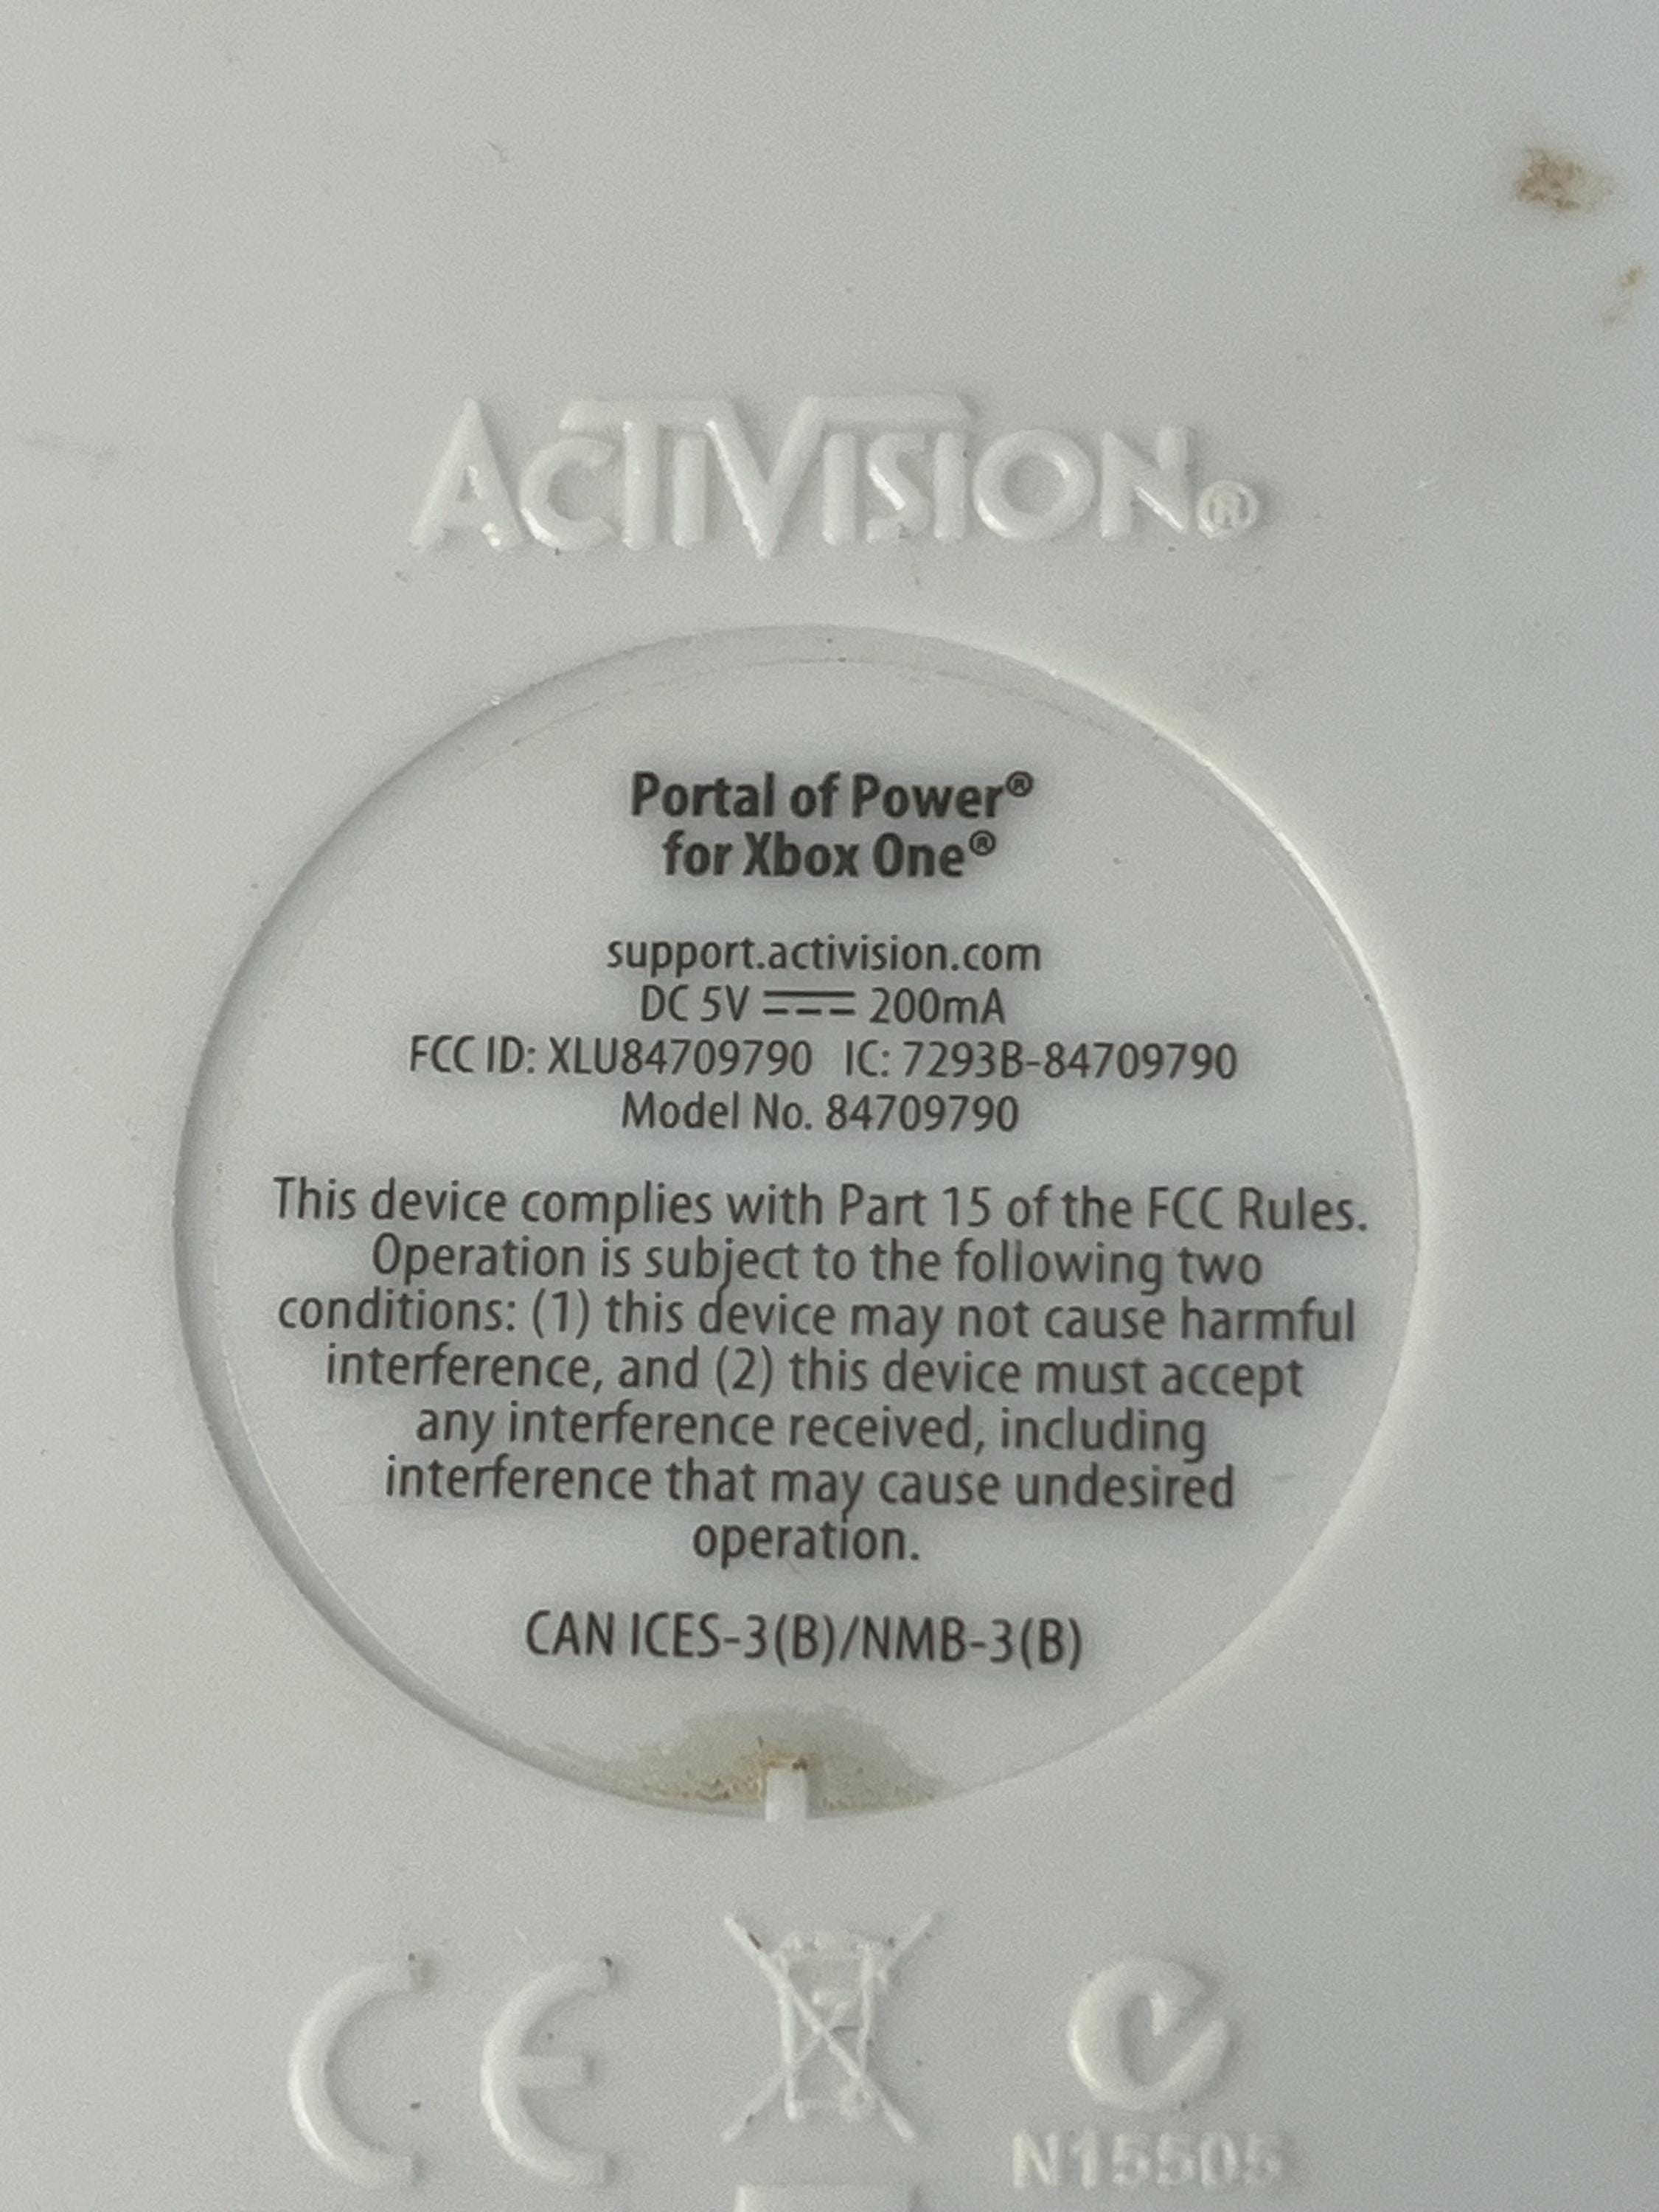 ACTIVISION®
Portal of Power®
for Xbox One®
support.activision.com
DC 5V ⎓ 200mA
FCC ID: XLU84709790 IC: 7293B-84709790
Model No. 84709790
This device complies with Part 15 of the FCC Rules.
Operation is subject to the following two
conditions: (1) this device may not cause harmful
interference, and (2) this device must accept
any interference received, including
interference that may cause undesired
operation.
CAN ICES-3(B)/NMB-3(B)
CE
N15505